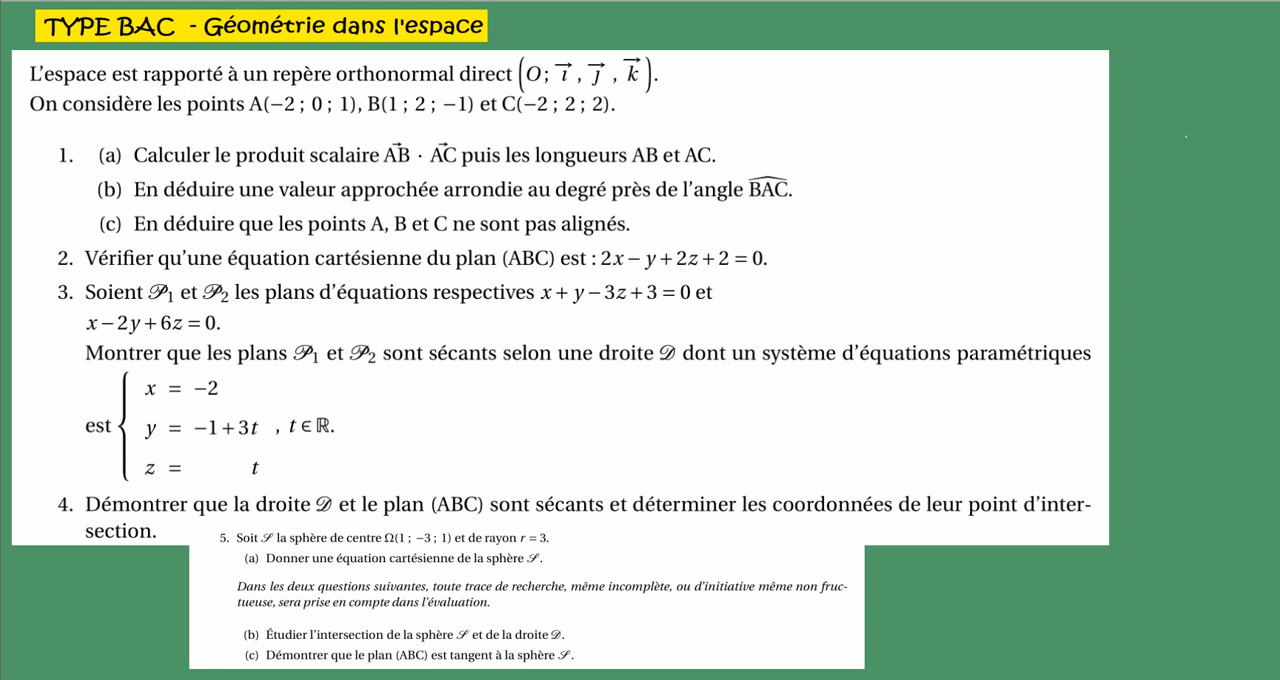 TYPE BAC - Géométrie dans l'espace
L'espace est rapporté à un repère orthonormal direct (O; i⃗, j⃗, k⃗).
On considère les points A(−2 ; 0 ; 1), B(1 ; 2 ; −1) et C(−2 ; 2 ; 2).
1. (a) Calculer le produit scalaire A⃗B · A⃗C puis les longueurs AB et AC.
(b) En déduire une valeur approchée arrondie au degré près de l'angle B͡AC.
(c) En déduire que les points A, B et C ne sont pas alignés.
2. Vérifier qu'une équation cartésienne du plan (ABC) est : 2x − y + 2z + 2 = 0.
3. Soient 𝒫₁ et 𝒫₂ les plans d'équations respectives x + y − 3z + 3 = 0 et
x − 2y + 6z = 0.
Montrer que les plans 𝒫₁ et 𝒫₂ sont sécants selon une droite 𝒟 dont un système d'équations paramétriques
x = −2
est { y = −1 + 3t , t ∈ ℝ.
z = t
4. Démontrer que la droite 𝒟 et le plan (ABC) sont sécants et déterminer les coordonnées de leur point d'inter-
section.
5. Soit 𝒮 la sphère de centre Ω(1 ; −3 ; 1) et de rayon r = 3.
(a) Donner une équation cartésienne de la sphère 𝒮.
Dans les deux questions suivantes, toute trace de recherche, même incomplète, ou d'initiative même non fruc-
tueuse, sera prise en compte dans l'évaluation.
(b) Étudier l'intersection de la sphère 𝒮 et de la droite 𝒟.
(c) Démontrer que le plan (ABC) est tangent à la sphère 𝒮.